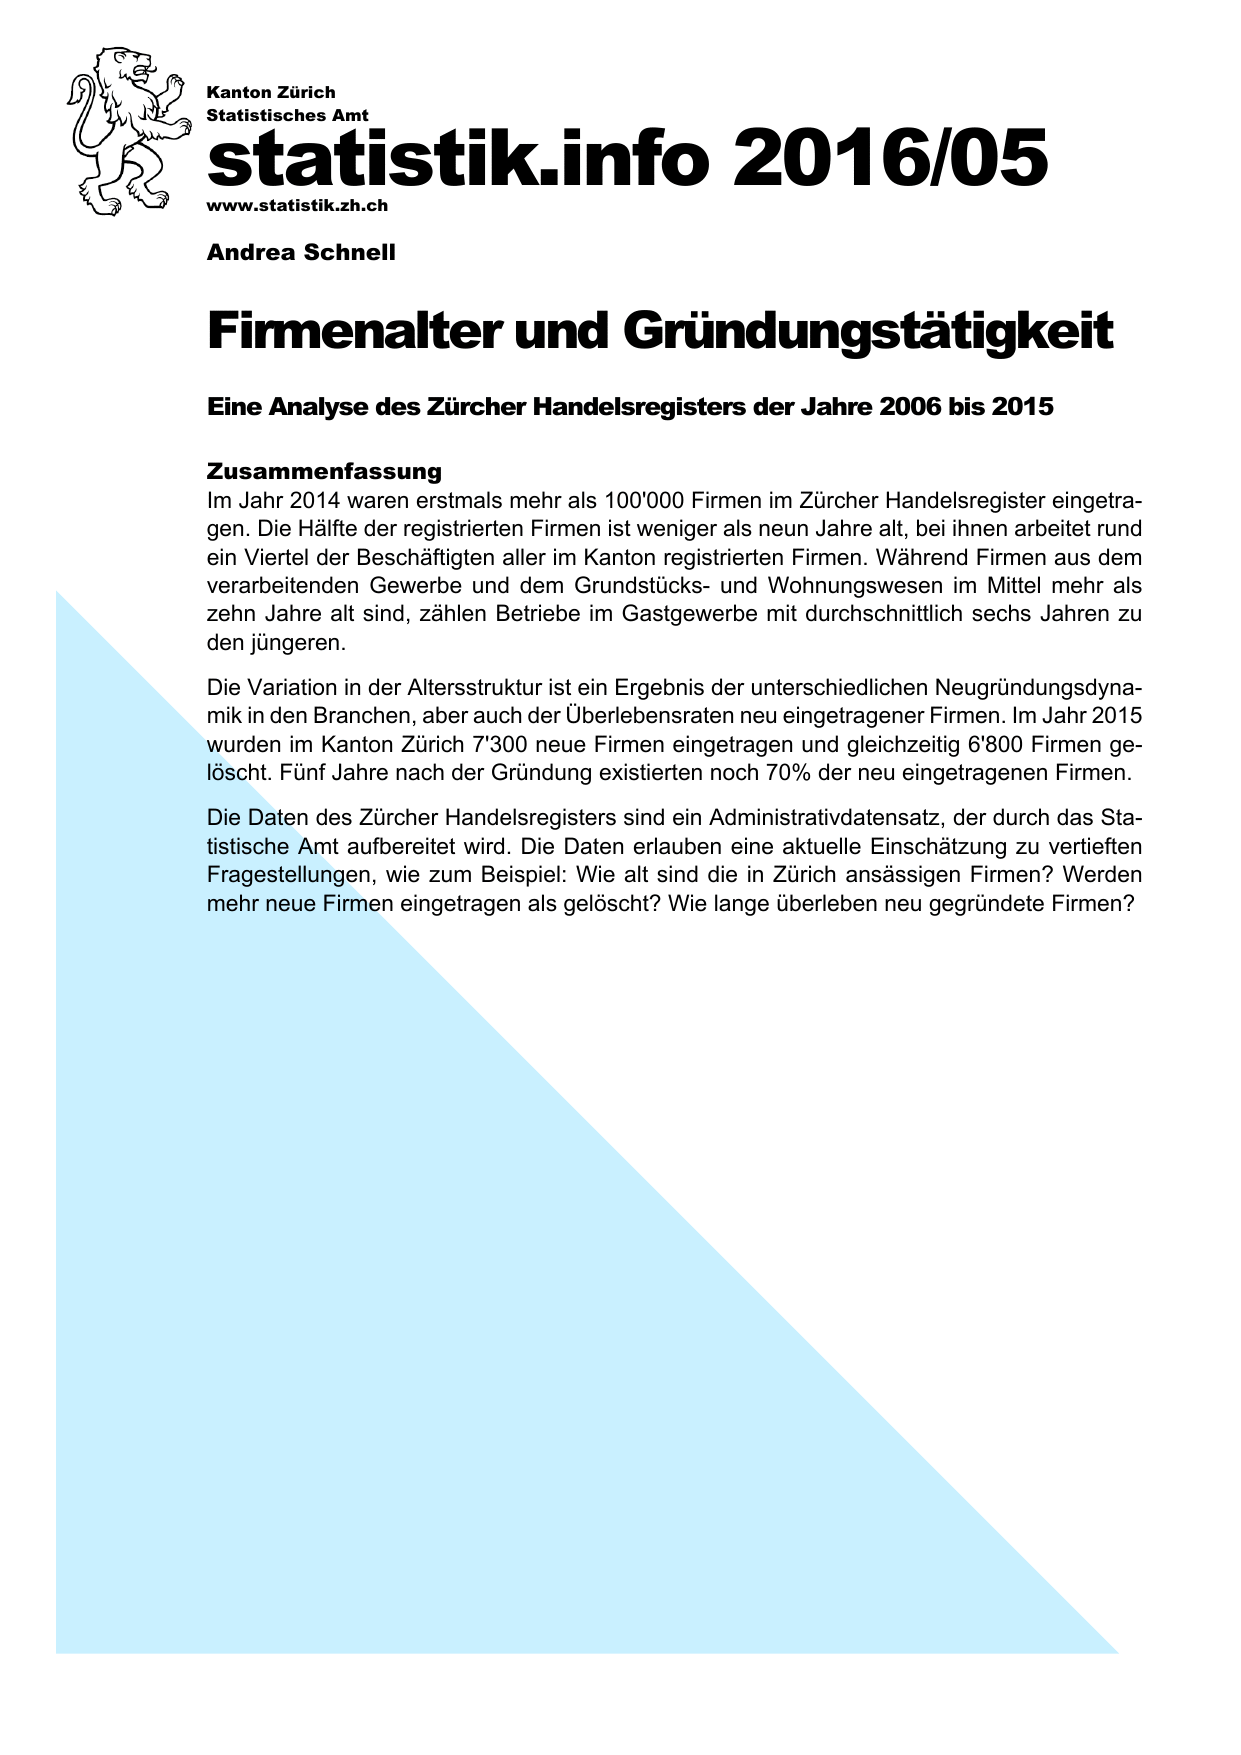 Kanton Zürich
Statistisches Amt
statistik.info 2016/05
www.statistik.zh.ch
Andrea Schnell
Firmenalter und Gründungstätigkeit
Eine Analyse des Zürcher Handelsregisters der Jahre 2006 bis 2015
Zusammenfassung
Im Jahr 2014 waren erstmals mehr als 100'000 Firmen im Zürcher Handelsregister eingetra-
gen. Die Hälfte der registrierten Firmen ist weniger als neun Jahre alt, bei ihnen arbeitet rund
ein Viertel der Beschäftigten aller im Kanton registrierten Firmen. Während Firmen aus dem
verarbeitenden Gewerbe und dem Grundstücks- und Wohnungswesen im Mittel mehr als
zehn Jahre alt sind, zählen Betriebe im Gastgewerbe mit durchschnittlich sechs Jahren zu
den jüngeren.
Die Variation in der Altersstruktur ist ein Ergebnis der unterschiedlichen Neugründungsdyna-
mik in den Branchen, aber auch der Überlebensraten neu eingetragener Firmen. Im Jahr 2015
wurden im Kanton Zürich 7'300 neue Firmen eingetragen und gleichzeitig 6'800 Firmen ge-
löscht. Fünf Jahre nach der Gründung existierten noch 70% der neu eingetragenen Firmen.
Die Daten des Zürcher Handelsregisters sind ein Administrativdatensatz, der durch das Sta-
tistische Amt aufbereitet wird. Die Daten erlauben eine aktuelle Einschätzung zu vertieften
Fragestellungen, wie zum Beispiel: Wie alt sind die in Zürich ansässigen Firmen? Werden
mehr neue Firmen eingetragen als gelöscht? Wie lange überleben neu gegründete Firmen?